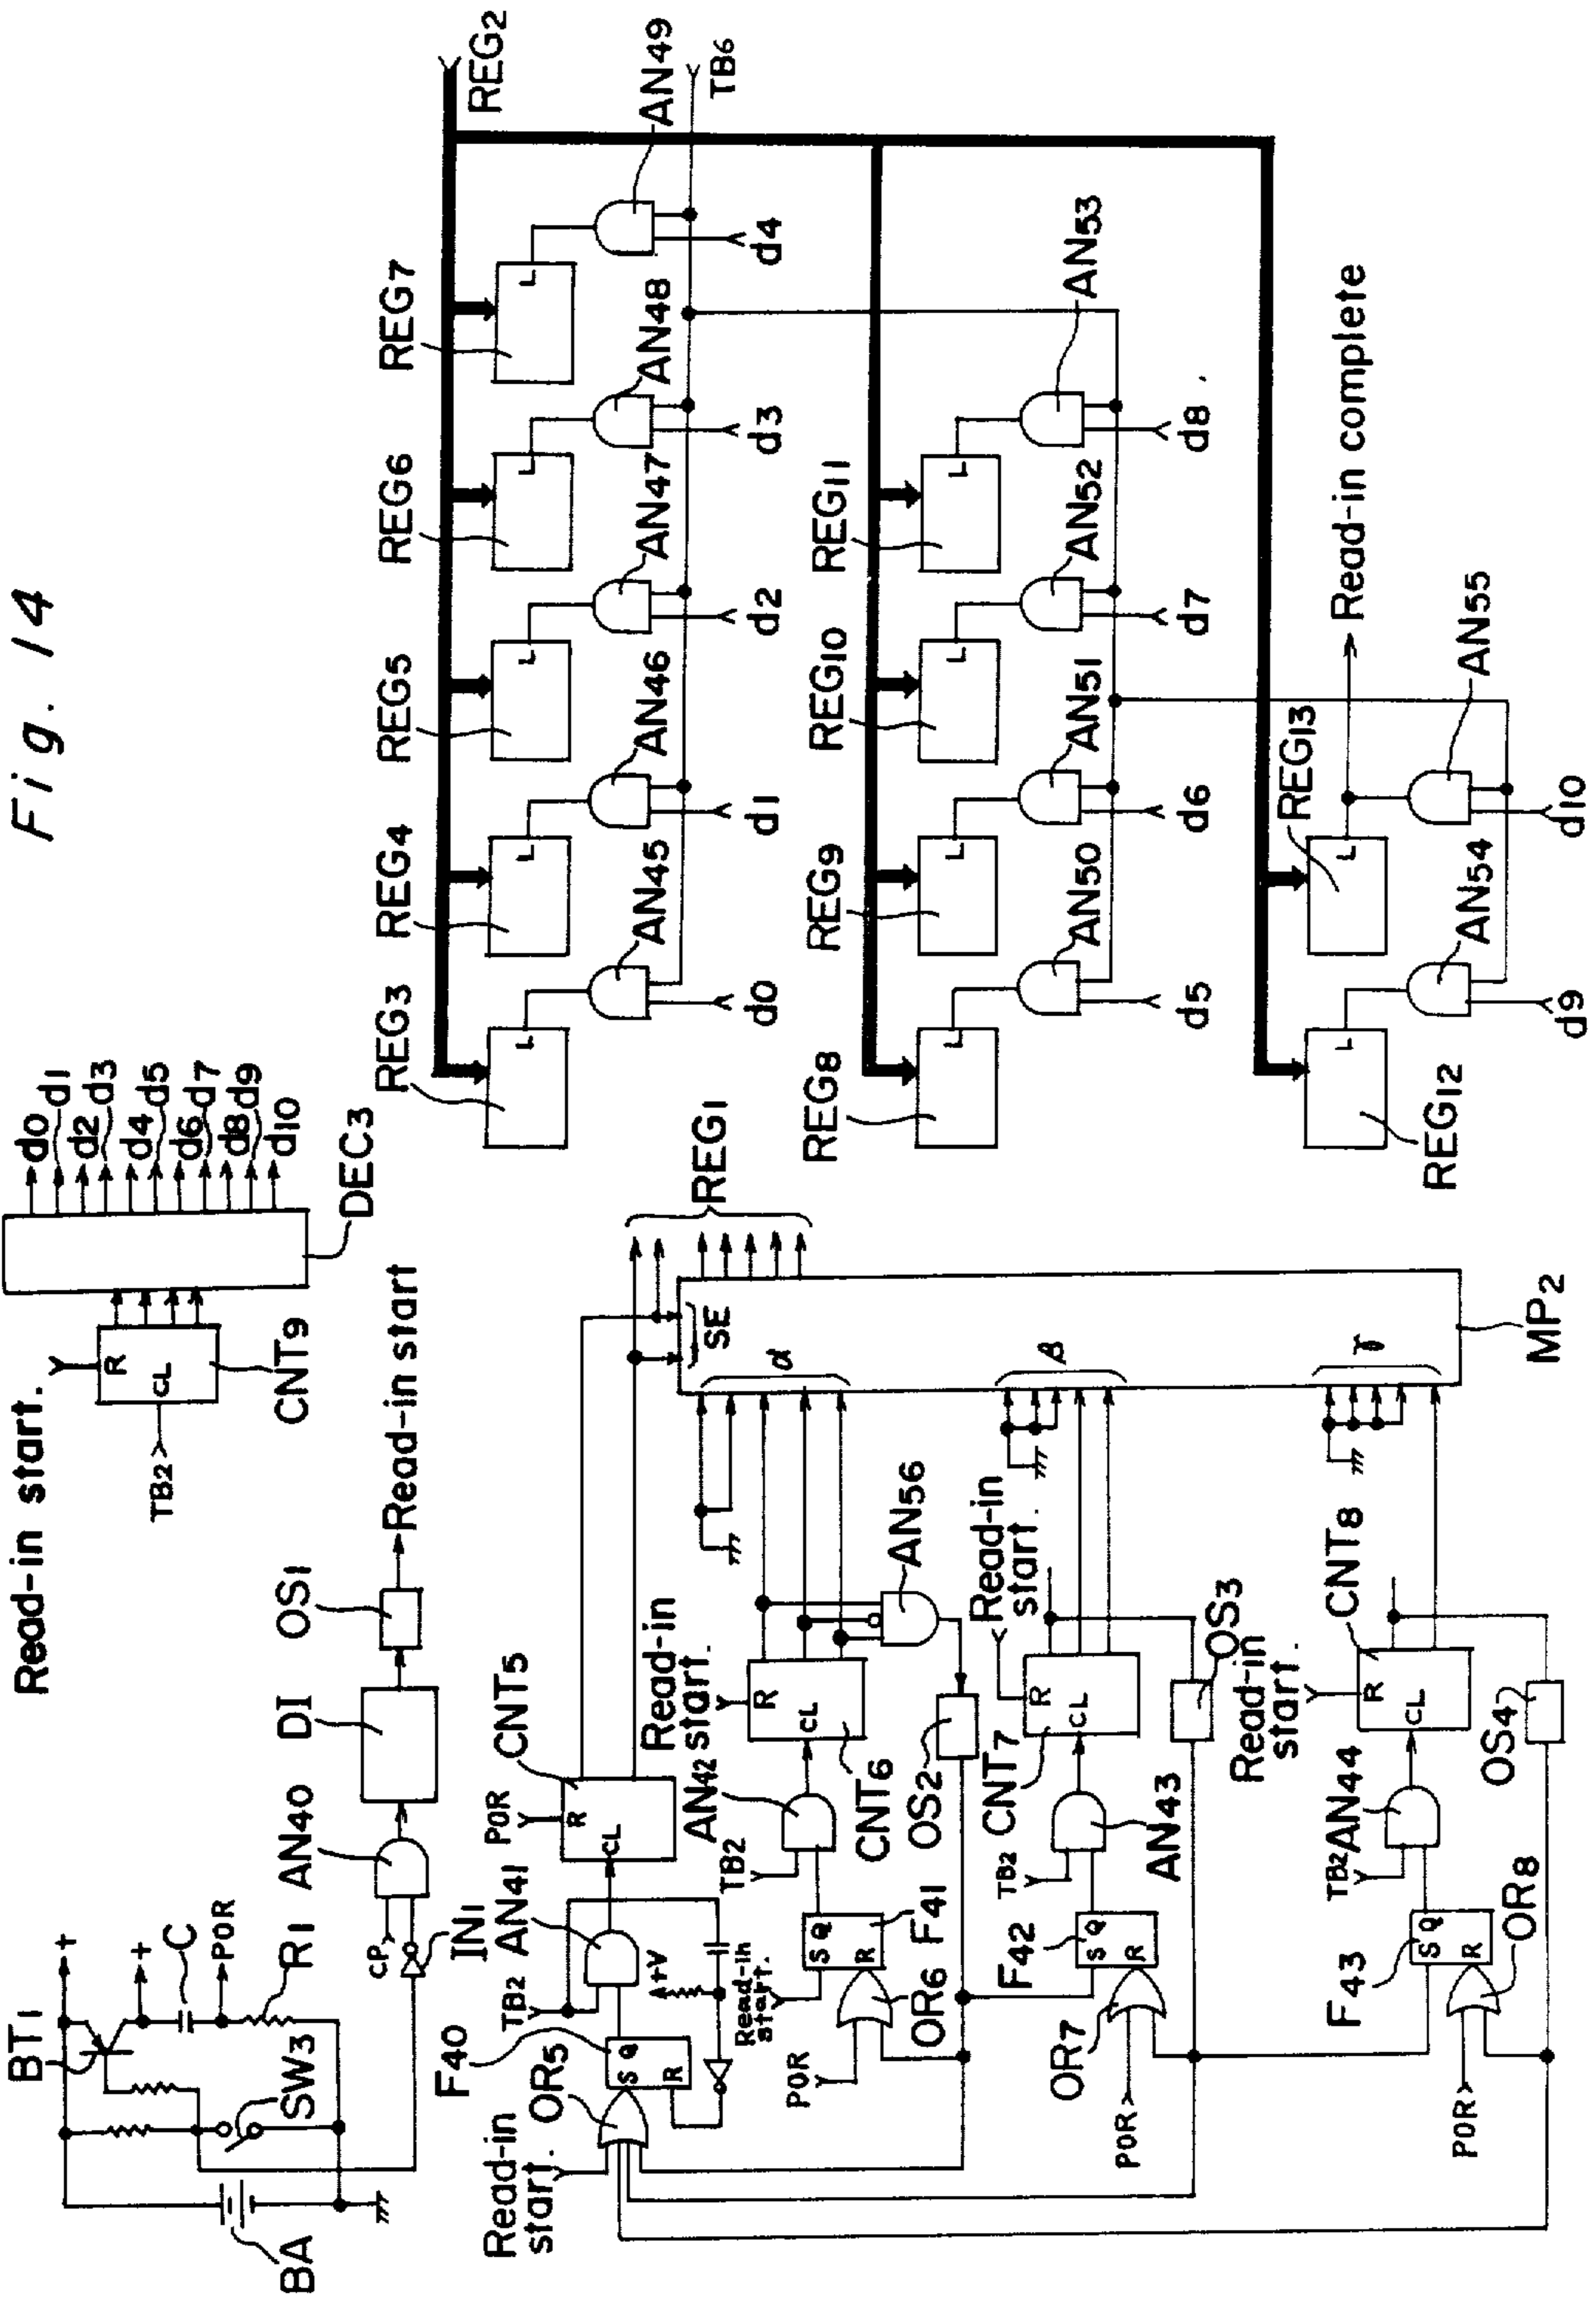 Fig. 14
Read-in start.
TB2
R
CL
CNT9
DEC3
d0
d1
d2
d3
d4
d5
d6
d7
d8
d9
d10
BT1
BA
SW3
+
+
C
POR
R1
CP
IN1
AN40
DI
OS1
Read-in start
REG2
TB6
REG3
REG4
REG5
REG6
REG7
L
L
L
L
L
AN45
AN46
AN47
AN48
AN49
d0
d1
d2
d3
d4
REG8
REG9
REG10
REG11
L
L
L
L
AN50
AN51
AN52
AN53
d5
d6
d7
d8
REG12
REG13
L
L
AN54
AN55
d9
d10
Read-in complete
Read-in
start.
OR5
F40
S Q
R
TB2
AN41
+V
POR
R
CL
CNT5
REG1
SE
α
β
γ
MP2
Read-in
start.
POR
OR6
S Q
R
F41
TB2
AN42
Read-in
start.
R
CL
CNT6
AN56
OS2
POR
OR7
F42
S Q
R
TB2
AN43
CNT7
R
CL
Read-in
start.
OS3
POR
OR8
F43
S Q
R
TB2
AN44
Read-in
start.
R
CL
CNT8
OS4